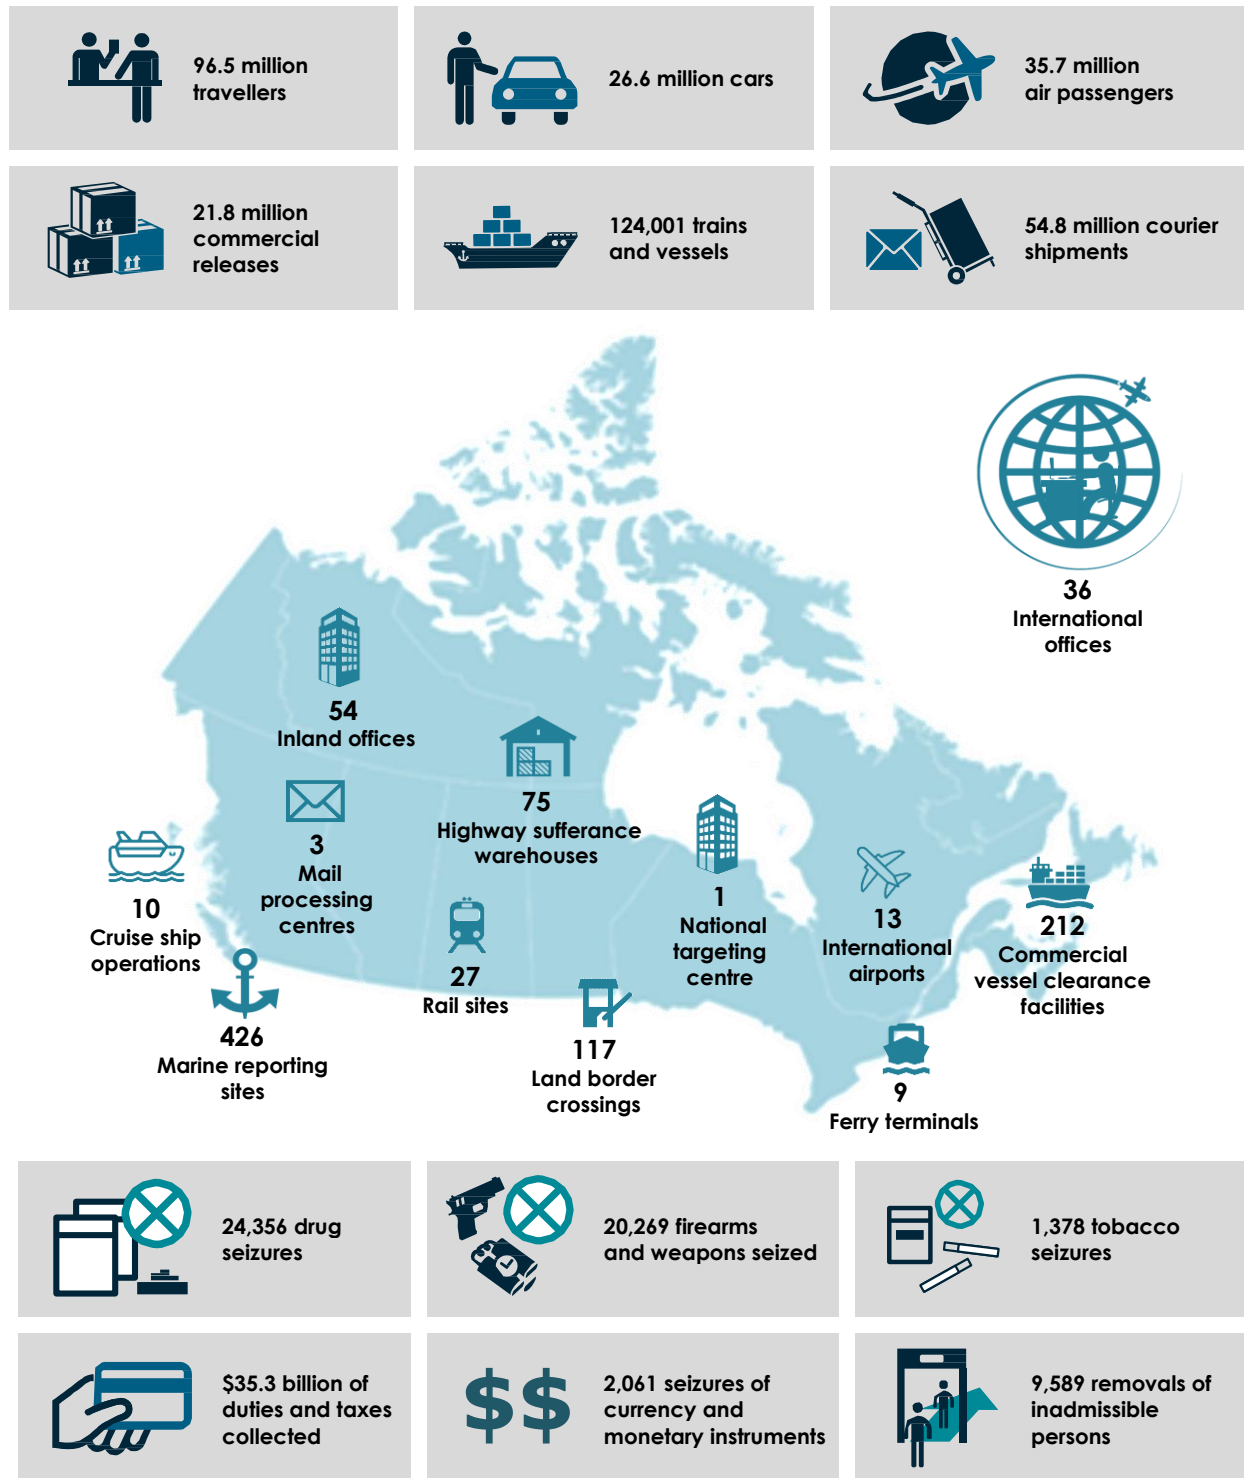 96.5 million
travellers
26.6 million cars
35.7 million
air passengers
21.8 million
commercial
releases
124,001 trains
and vessels
54.8 million courier
shipments
36
International
offices
54
Inland offices
75
Highway sufferance
warehouses
3
Mail
processing
centres
10
Cruise ship
operations
426
Marine reporting
sites
27
Rail sites
117
Land border
crossings
1
National
targeting
centre
13
International
airports
212
Commercial
vessel clearance
facilities
9
Ferry terminals
24,356 drug
seizures
20,269 firearms
and weapons seized
1,378 tobacco
seizures
$35.3 billion of
duties and taxes
collected
$$
2,061 seizures of
currency and
monetary instruments
9,589 removals of
inadmissible
persons